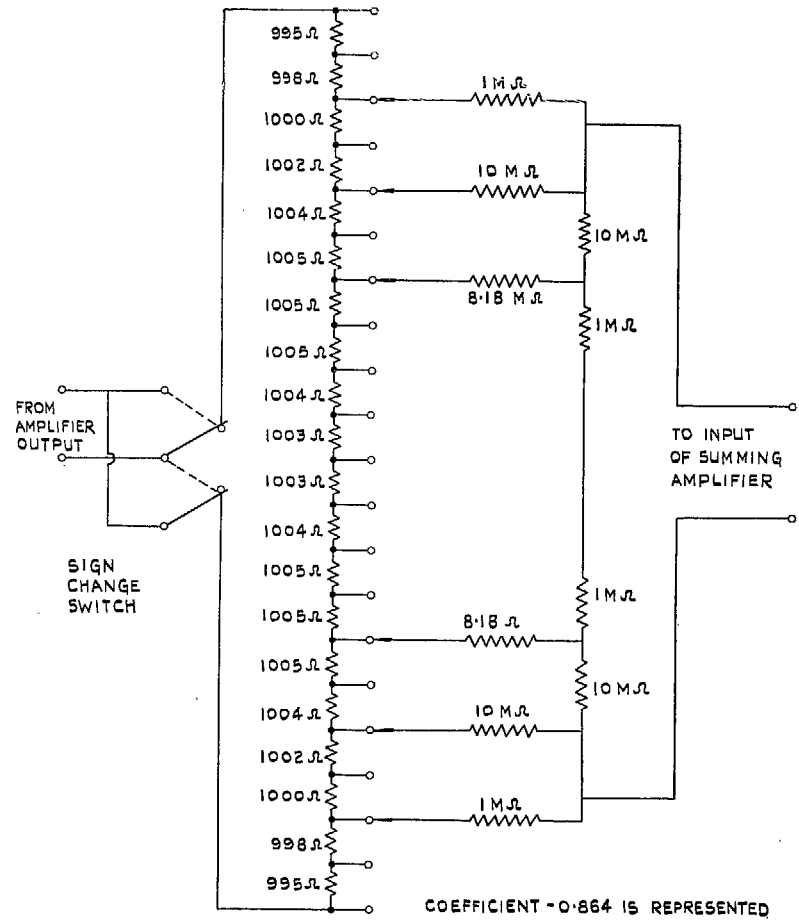 995Ω
998Ω
1MΩ
1000Ω
1002Ω
10 MΩ
1004Ω
10MΩ
1005Ω
8·18 MΩ
1005Ω
1MΩ
1005Ω
1004Ω
FROM
AMPLIFIER
OUTPUT
1003Ω
TO INPUT
OF SUMMING
AMPLIFIER
1003Ω
1004Ω
SIGN
CHANGE
SWITCH
1005Ω
1MΩ
1005Ω
8·18 Ω
1005Ω
10MΩ
1004Ω
10MΩ
1002Ω
1000Ω
1MΩ
998Ω
995Ω
COEFFICIENT -0·864 IS REPRESENTED